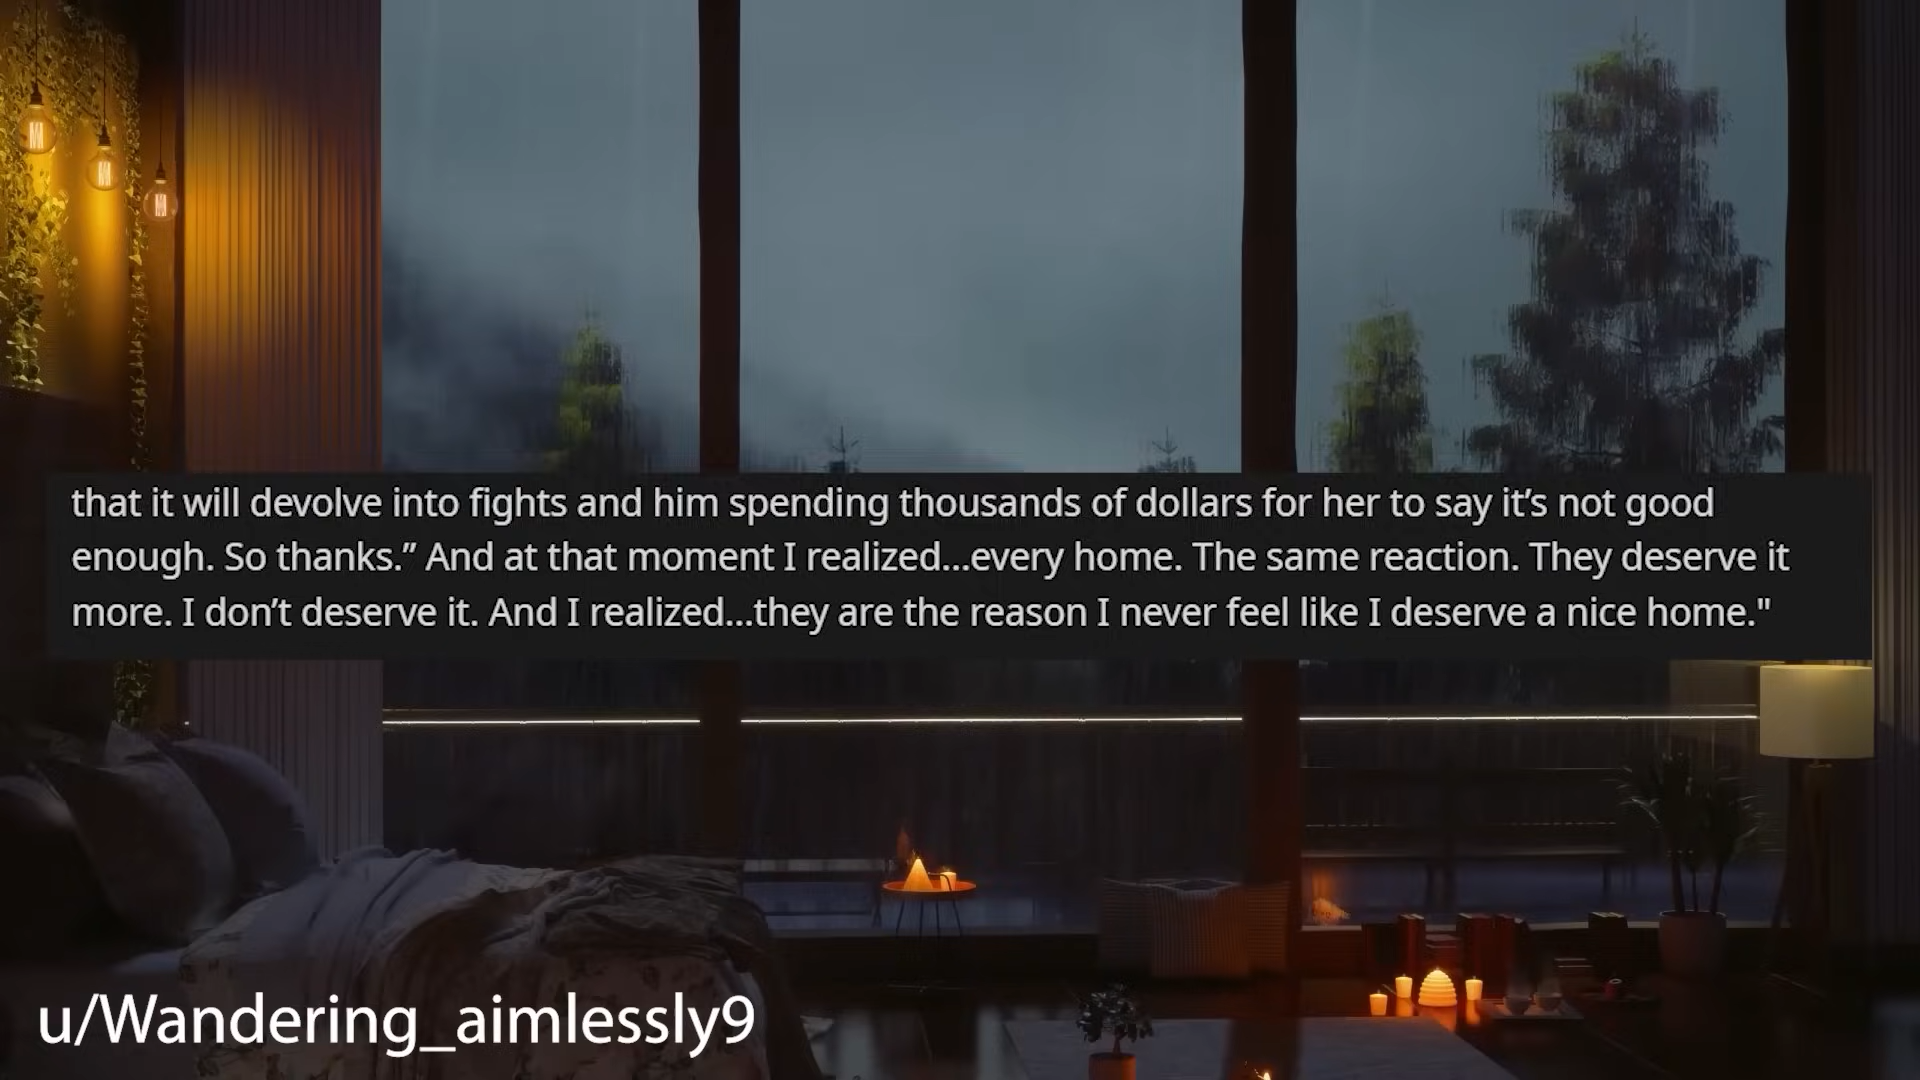 that it will devolve into fights and him spending thousands of dollars for her to say it’s not good
enough. So thanks.” And at that moment I realized...every home. The same reaction. They deserve it
more. I don’t deserve it. And I realized...they are the reason I never feel like I deserve a nice home."
u/Wandering_aimlessly9